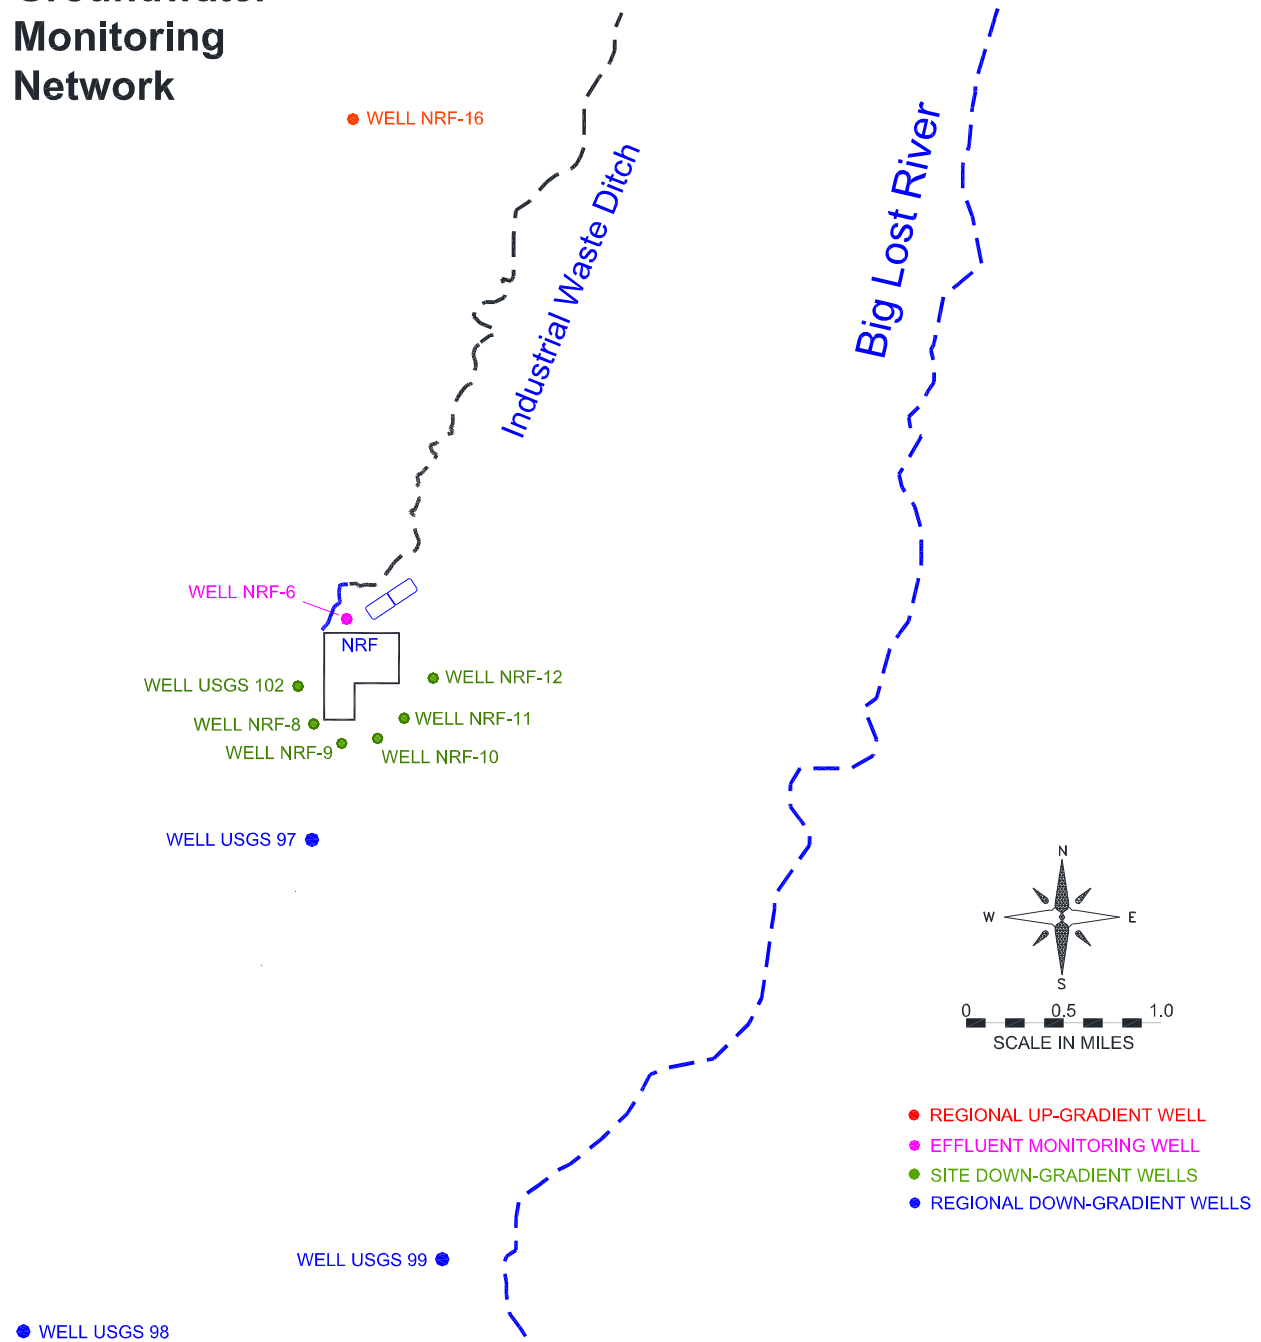 Groundwater
Monitoring
Network
WELL NRF-16
Industrial Waste Ditch
Big Lost River
WELL NRF-6
NRF
WELL USGS 102
WELL NRF-12
WELL NRF-8
WELL NRF-11
WELL NRF-9
WELL NRF-10
WELL USGS 97
N
W
E
S
0 0.5 1.0
SCALE IN MILES
REGIONAL UP-GRADIENT WELL
EFFLUENT MONITORING WELL
SITE DOWN-GRADIENT WELLS
REGIONAL DOWN-GRADIENT WELLS
WELL USGS 99
WELL USGS 98